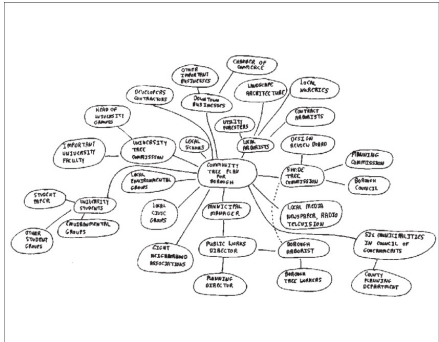 OTHER
IMPORTANT
BUSINESSES
CHAMBER OF
COMMERCE
DEVELOPERS
CONTRACTORS
DOWNTOWN
BUSINESSES
LANDSCAPE
ARCHITECTURE
LOCAL
NURSERIES
HEAD OF
UNIVERSITY
GROUNDS
UTILITY
FORESTERS
CONTRACT
ARBORISTS
IMPORTANT
UNIVERSITY
FACULTY
UNIVERSITY
TREE
COMMISSION
LOCAL
SCHOOLS
LOCAL
ARBORISTS
DESIGN
REVIEW BOARD
PLANNING
COMMISSION
COMMUNITY
TREE PLAN
FOR
BOROUGH
SHADE
TREE
COMMISSION
BOROUGH
COUNCIL
LOCAL
ENVIRONMENTAL
GROUPS
STUDENT
PAPER
UNIVERSITY
STUDENTS
OTHER
STUDENT
GROUPS
ENVIRONMENTAL
GROUPS
LOCAL
CIVIC
GROUPS
MUNICIPAL
MANAGER
LOCAL MEDIA
NEWSPAPER, RADIO
TELEVISION
EIGHT
NEIGHBORHOOD
ASSOCIATIONS
PUBLIC WORKS
DIRECTOR
BOROUGH
ARBORIST
SIX MUNICIPALITIES
IN COUNCIL OF
GOVERNMENTS
PLANNING
DIRECTOR
BOROUGH
TREE WORKERS
COUNTY
PLANNING
DEPARTMENT